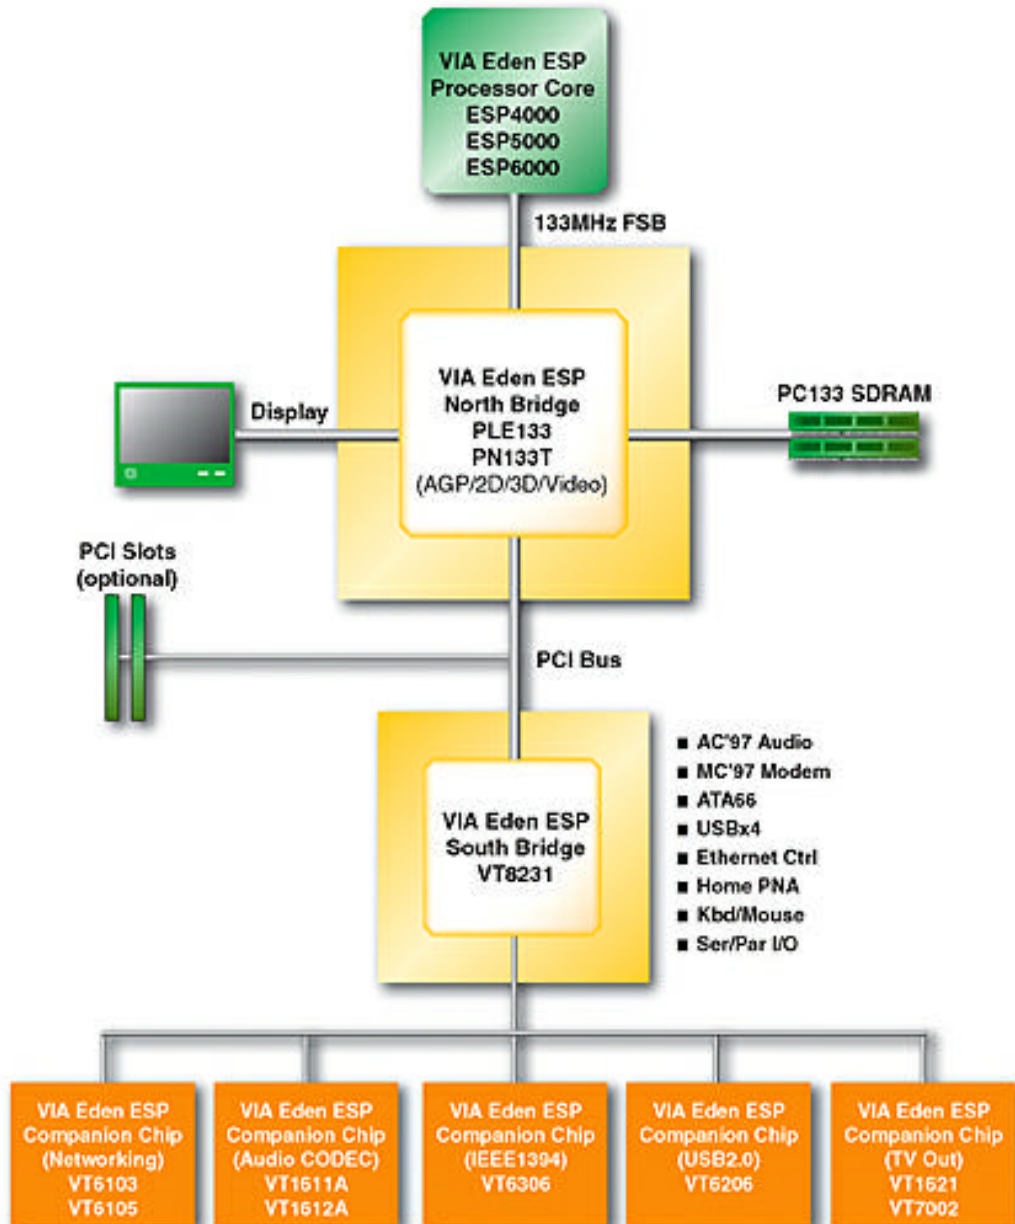 VIA Eden ESP
Processor Core
ESP4000
ESP5000
ESP6000
133MHz FSB
VIA Eden ESP
North Bridge
PLE133
PN133T
(AGP/2D/3D/Video)
Display
PC133 SDRAM
PCI Slots
(optional)
PCI Bus
VIA Eden ESP
South Bridge
VT8231
■ AC'97 Audio
■ MC'97 Modem
■ ATA66
■ USBx4
■ Ethernet Ctrl
■ Home PNA
■ Kbd/Mouse
■ Ser/Par I/O
VIA Eden ESP
Companion Chip
(Networking)
VT6103
VT6105
VIA Eden ESP
Companion Chip
(Audio CODEC)
VT1611A
VT1612A
VIA Eden ESP
Companion Chip
(IEEE1394)
VT6306
VIA Eden ESP
Companion Chip
(USB2.0)
VT6206
VIA Eden ESP
Companion Chip
(TV Out)
VT1621
VT7002